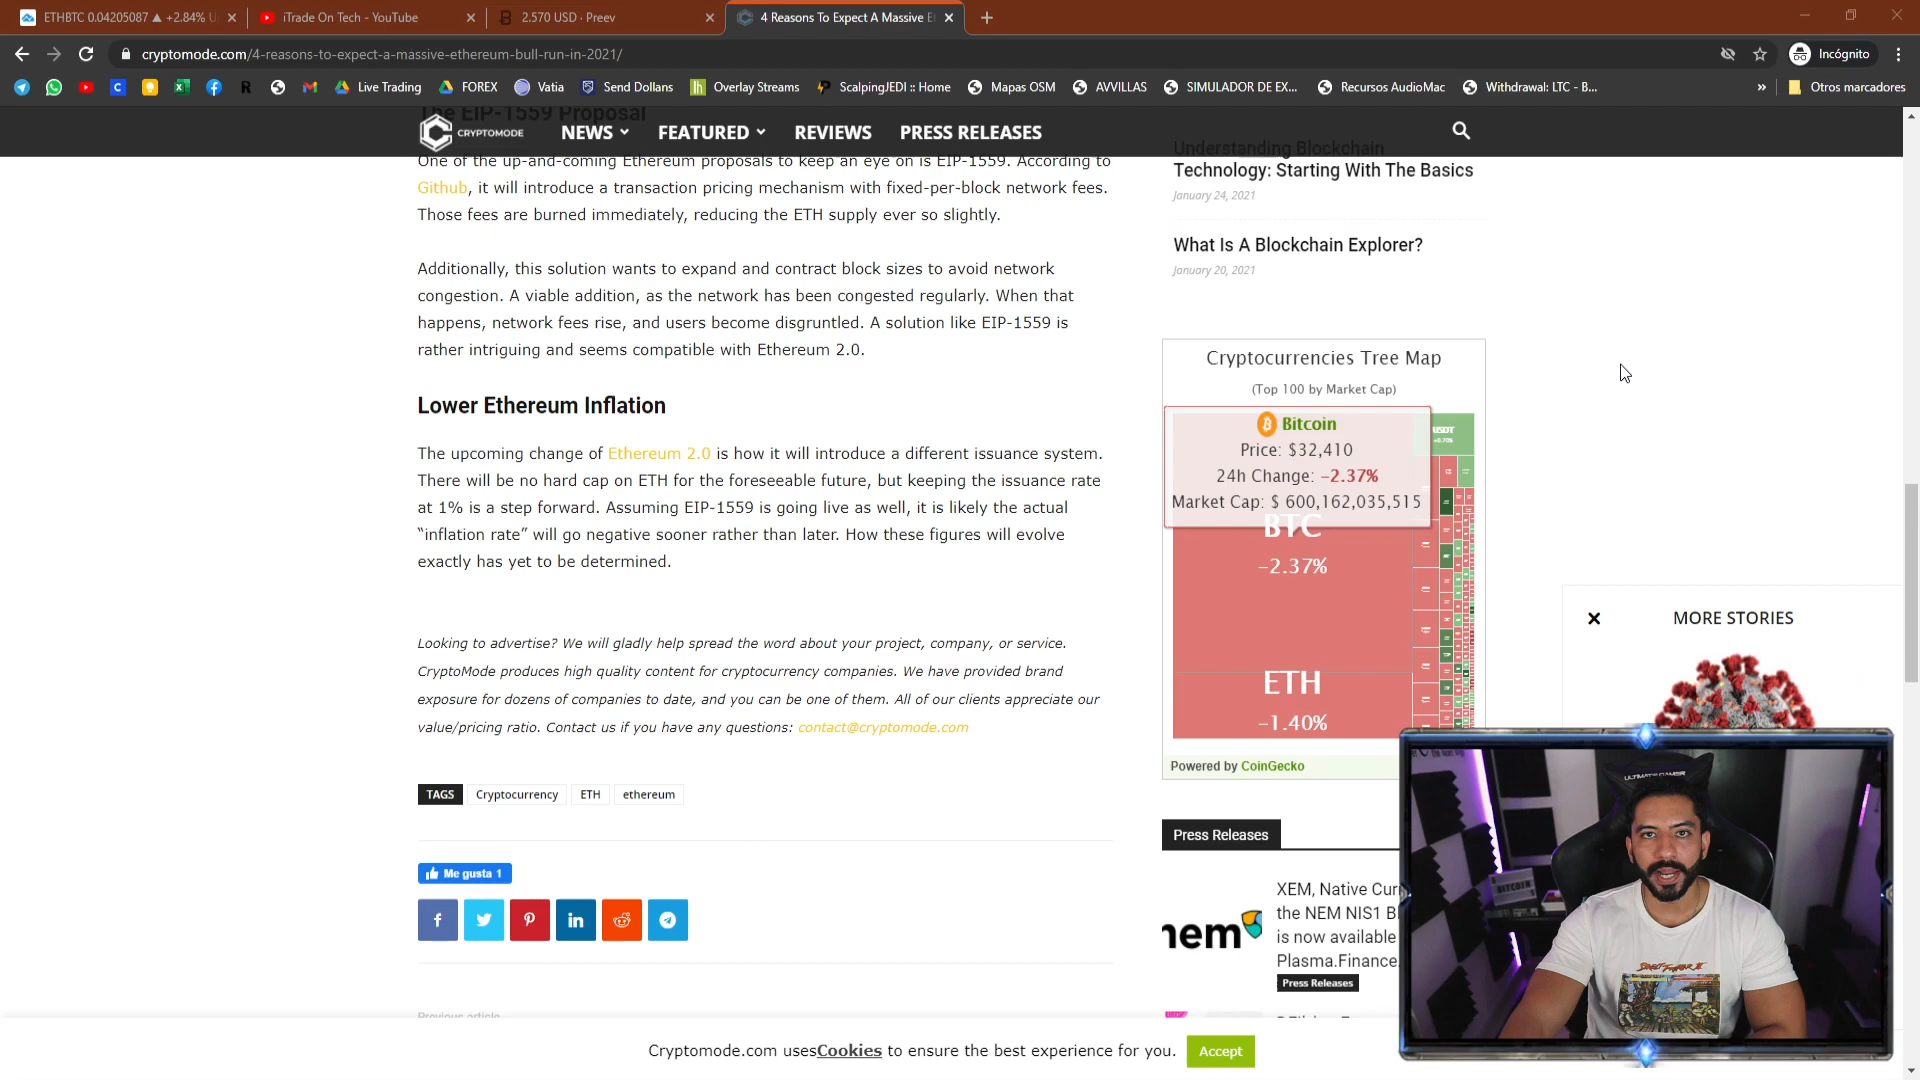 ETHBTC 0.04205087 ▲ +2.84% U
iTrade On Tech - YouTube
2.570 USD · Preev
4 Reasons To Expect A Massive Et
cryptomode.com/4-reasons-to-expect-a-massive-ethereum-bull-run-in-2021/
Incógnito
Live Trading
FOREX
Vatia
Send Dollans
Overlay Streams
ScalpingJEDI :: Home
Mapas OSM
AVVILLAS
SIMULADOR DE EX...
Recursos AudioMac
Withdrawal: LTC - B...
»
Otros marcadores
The EIP-1559 Proposal
CRYPTOMODE
NEWS
FEATURED
REVIEWS
PRESS RELEASES
One of the up-and-coming Ethereum proposals to keep an eye on is EIP-1559. According to
Github, it will introduce a transaction pricing mechanism with fixed-per-block network fees.
Those fees are burned immediately, reducing the ETH supply ever so slightly.
Additionally, this solution wants to expand and contract block sizes to avoid network
congestion. A viable addition, as the network has been congested regularly. When that
happens, network fees rise, and users become disgruntled. A solution like EIP-1559 is
rather intriguing and seems compatible with Ethereum 2.0.
Lower Ethereum Inflation
The upcoming change of Ethereum 2.0 is how it will introduce a different issuance system.
There will be no hard cap on ETH for the foreseeable future, but keeping the issuance rate
at 1% is a step forward. Assuming EIP-1559 is going live as well, it is likely the actual
“inflation rate” will go negative sooner rather than later. How these figures will evolve
exactly has yet to be determined.
Looking to advertise? We will gladly help spread the word about your project, company, or service.
CryptoMode produces high quality content for cryptocurrency companies. We have provided brand
exposure for dozens of companies to date, and you can be one of them. All of our clients appreciate our
value/pricing ratio. Contact us if you have any questions: contact@cryptomode.com
TAGS
Cryptocurrency
ETH
ethereum
Me gusta 1
Previous article
Understanding Blockchain
Technology: Starting With The Basics
January 24, 2021
What Is A Blockchain Explorer?
January 20, 2021
Cryptocurrencies Tree Map
(Top 100 by Market Cap)
Bitcoin
Price: $32,410
24h Change: -2.37%
Market Cap: $ 600,162,035,515
USDT
+0.70%
BTC
-2.37%
ETH
-1.40%
Powered by CoinGecko
MORE STORIES
Press Releases
nem
XEM, Native Curr
the NEM NIS1 Bl
is now available
Plasma.Finance.
Press Releases
ULTIMATE GAMER
BITCOIN
Cryptomode.com usesCookies to ensure the best experience for you.
Accept